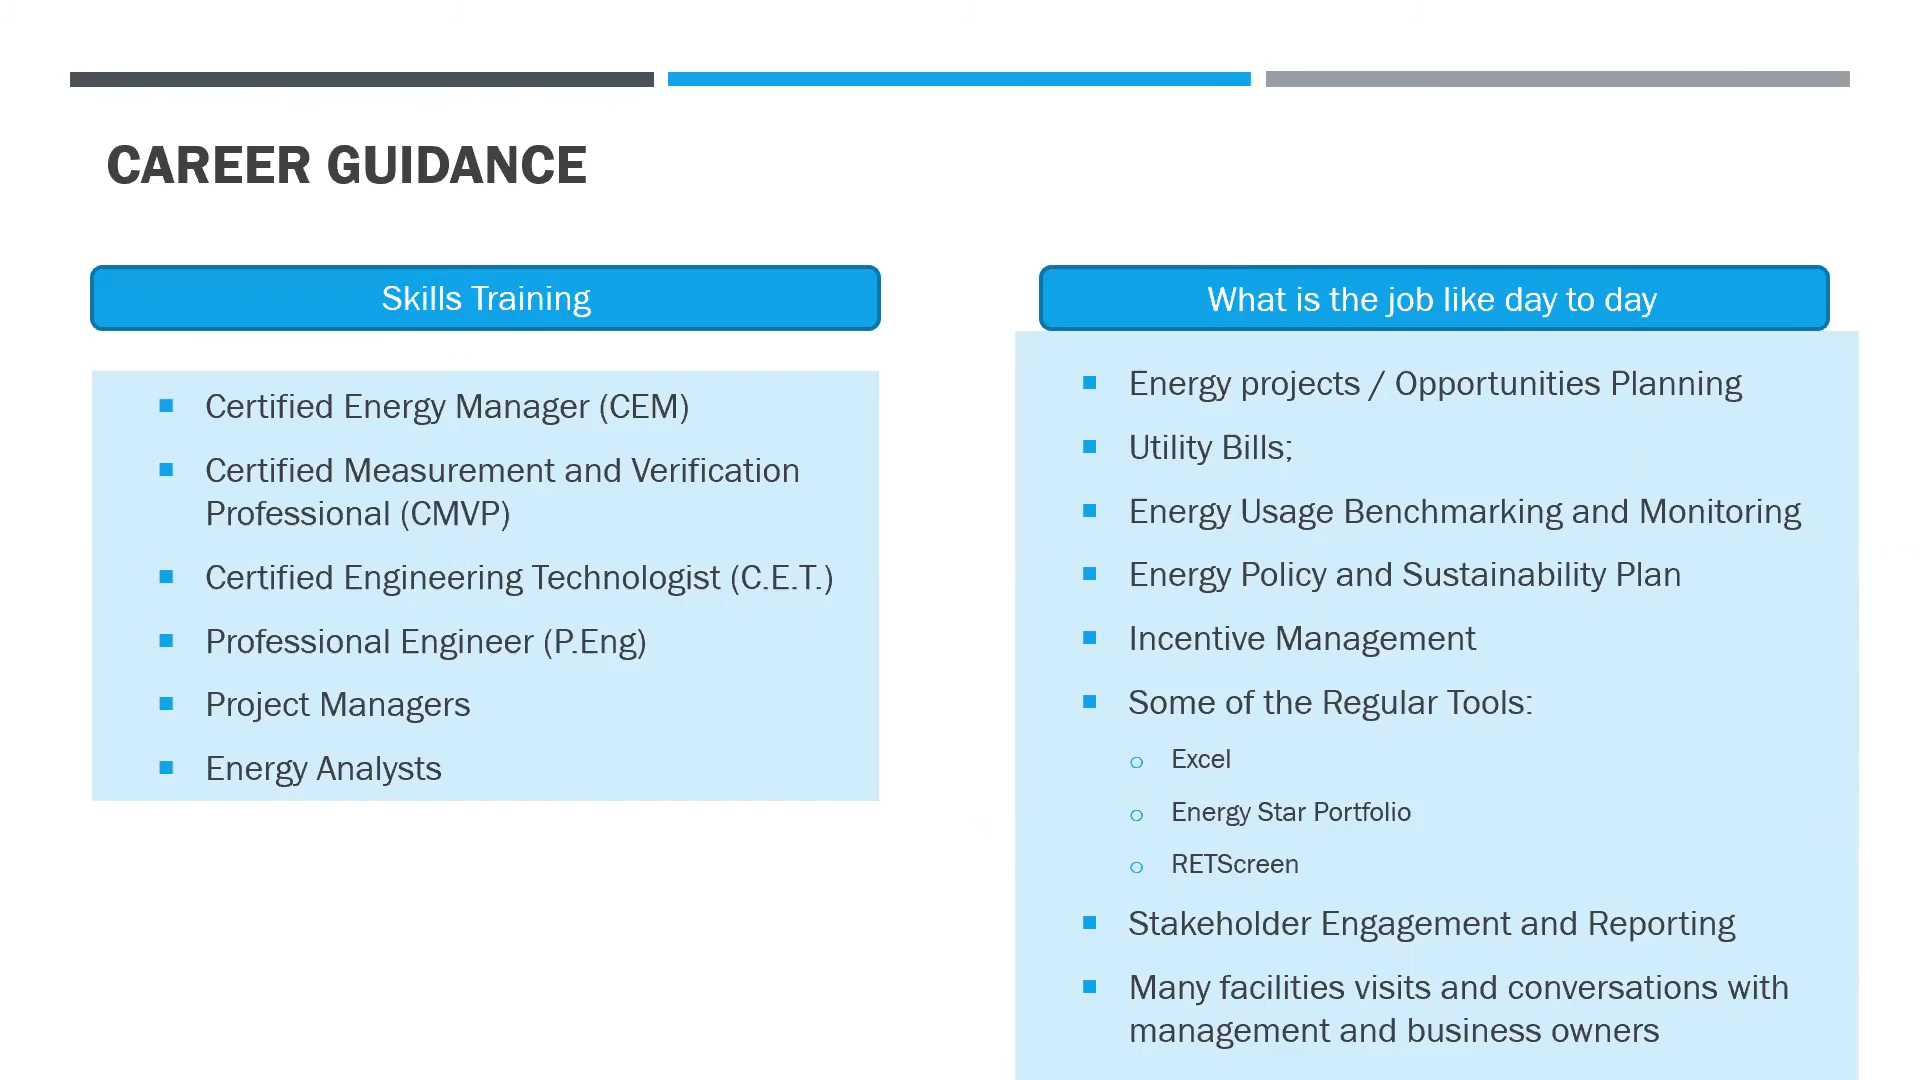 CAREER GUIDANCE
Skills Training
Certified Energy Manager (CEM)
Certified Measurement and Verification
Professional (CMVP)
Certified Engineering Technologist (C.E.T.)
Professional Engineer (P.Eng)
Project Managers
Energy Analysts
What is the job like day to day
Energy projects / Opportunities Planning
Utility Bills;
Energy Usage Benchmarking and Monitoring
Energy Policy and Sustainability Plan
Incentive Management
Some of the Regular Tools:
Excel
Energy Star Portfolio
RETScreen
Stakeholder Engagement and Reporting
Many facilities visits and conversations with
management and business owners